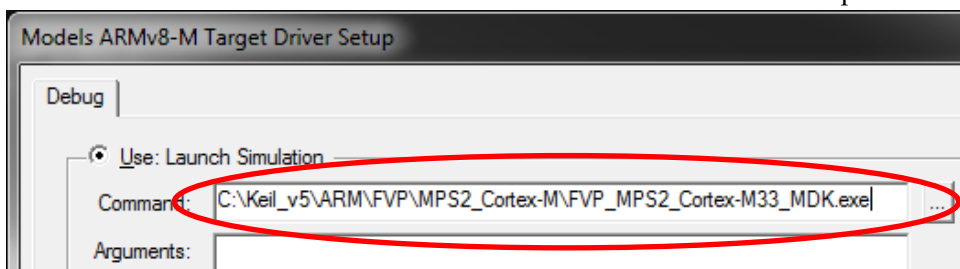 Models ARMv8-M Target Driver Setup
Debug
Use: Launch Simulation
Command: C:\Keil_v5\ARM\FVP\MPS2_Cortex-M\FVP_MPS2_Cortex-M33_MDK.exe ...
Arguments: